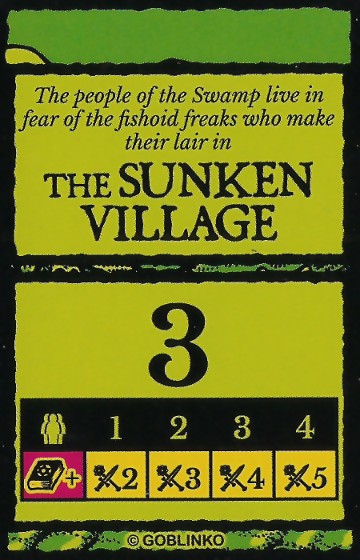 The people of the Swamp live in
fear of the fishoid freaks who make
their lair in
THE SUNKEN
VILLAGE
3
1 2 3 4
+ 2 3 4 5
© GOBLINKO